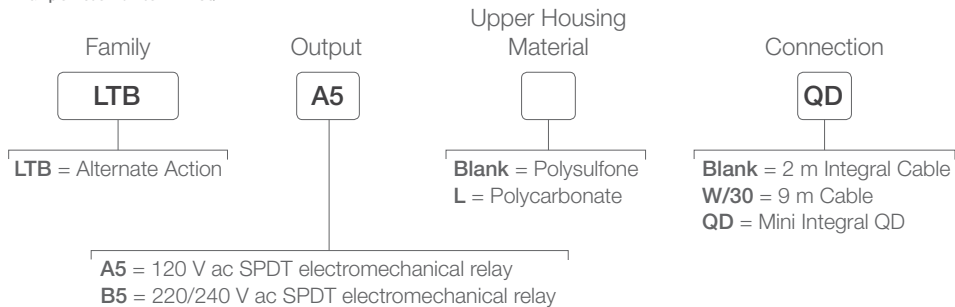 Family
Output
Upper Housing
Material
Connection
LTB
A5
QD
LTB = Alternate Action
Blank = Polysulfone
L = Polycarbonate
Blank = 2 m Integral Cable
W/30 = 9 m Cable
QD = Mini Integral QD
A5 = 120 V ac SPDT electromechanical relay
B5 = 220/240 V ac SPDT electromechanical relay